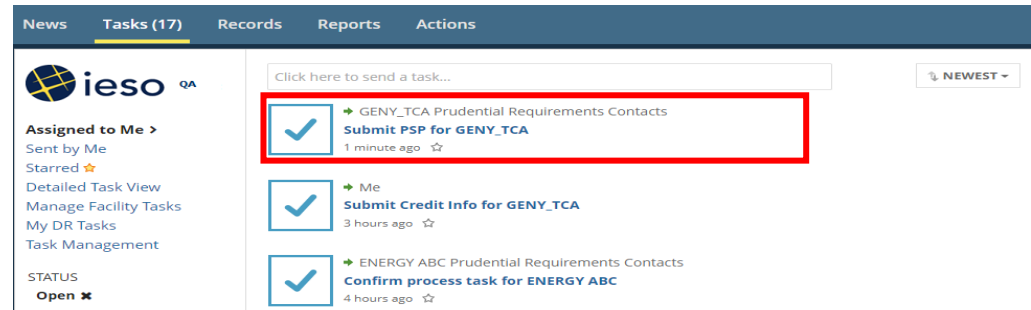 News Tasks (17) Records Reports Actions
ieso QA
Assigned to Me >
Sent by Me
Starred
Detailed Task View
Manage Facility Tasks
My DR Tasks
Task Management
STATUS
Open ✖
Click here to send a task...
NEWEST
GENY_TCA Prudential Requirements Contacts
Submit PSP for GENY_TCA
1 minute ago
Me
Submit Credit Info for GENY_TCA
3 hours ago
ENERGY ABC Prudential Requirements Contacts
Confirm process task for ENERGY ABC
4 hours ago